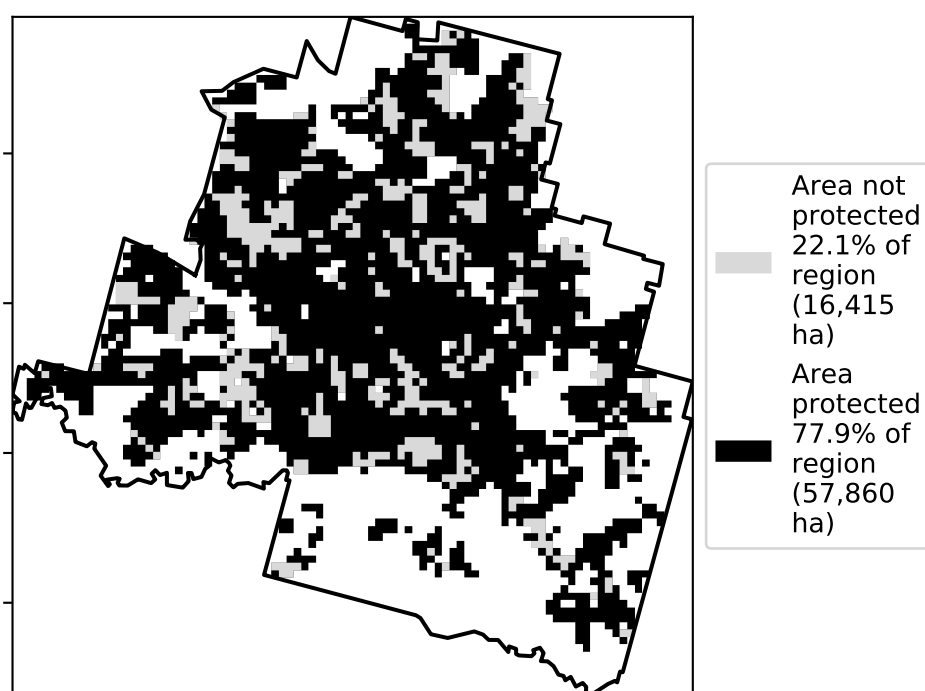 Area not
protected
22.1% of
region
(16,415
ha)
Area
protected
77.9% of
region
(57,860
ha)